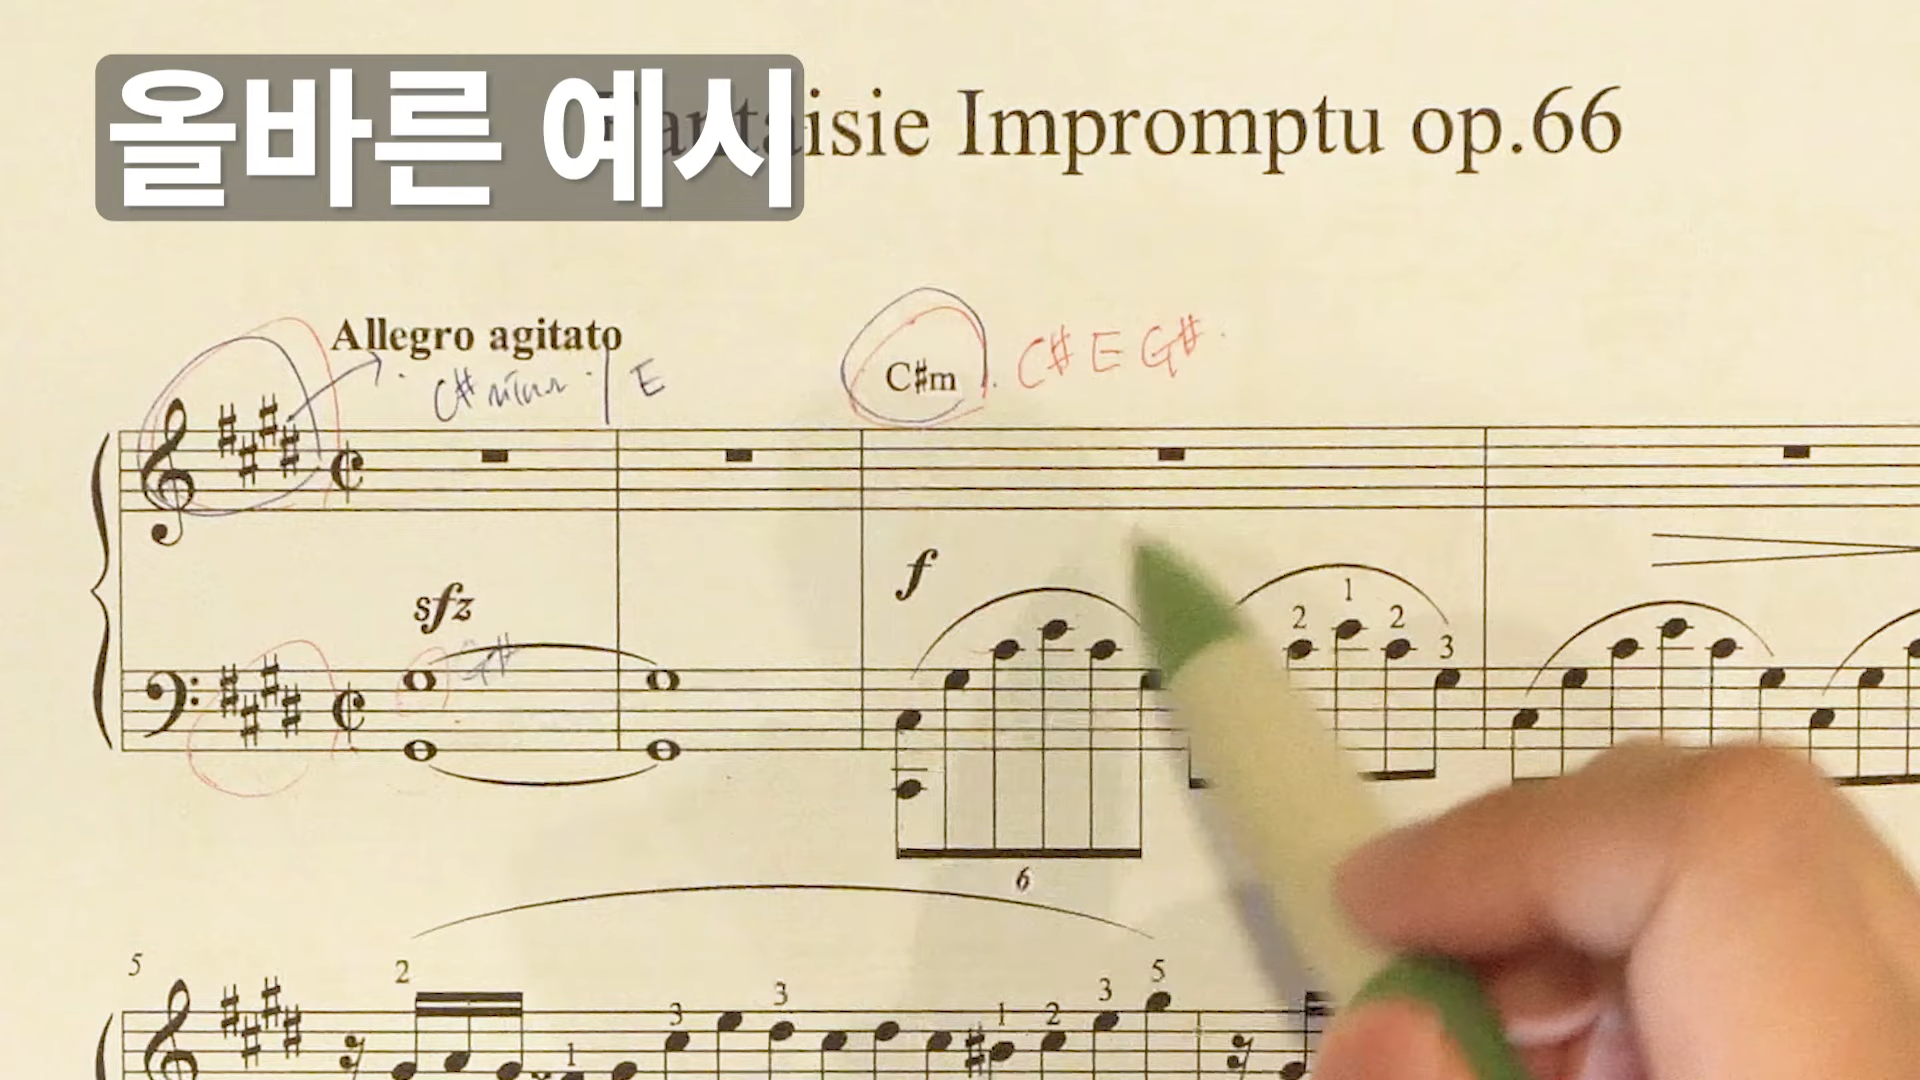 올바른 예시
Fantaisie Impromptu op.66
Allegro agitato
C# minor / E
C#m . C# E G# .
f
sfz
G#
2 1 2 3
6
5
2 3 3 1 2 3 5
1